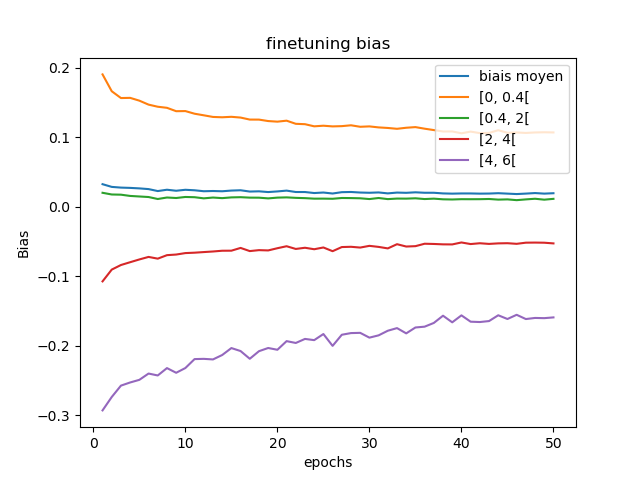 finetuning bias
biais moyen
[0, 0.4[
[0.4, 2[
[2, 4[
[4, 6[
Bias
0.2
0.1
0.0
−0.1
−0.2
−0.3
0 10 20 30 40 50
epochs